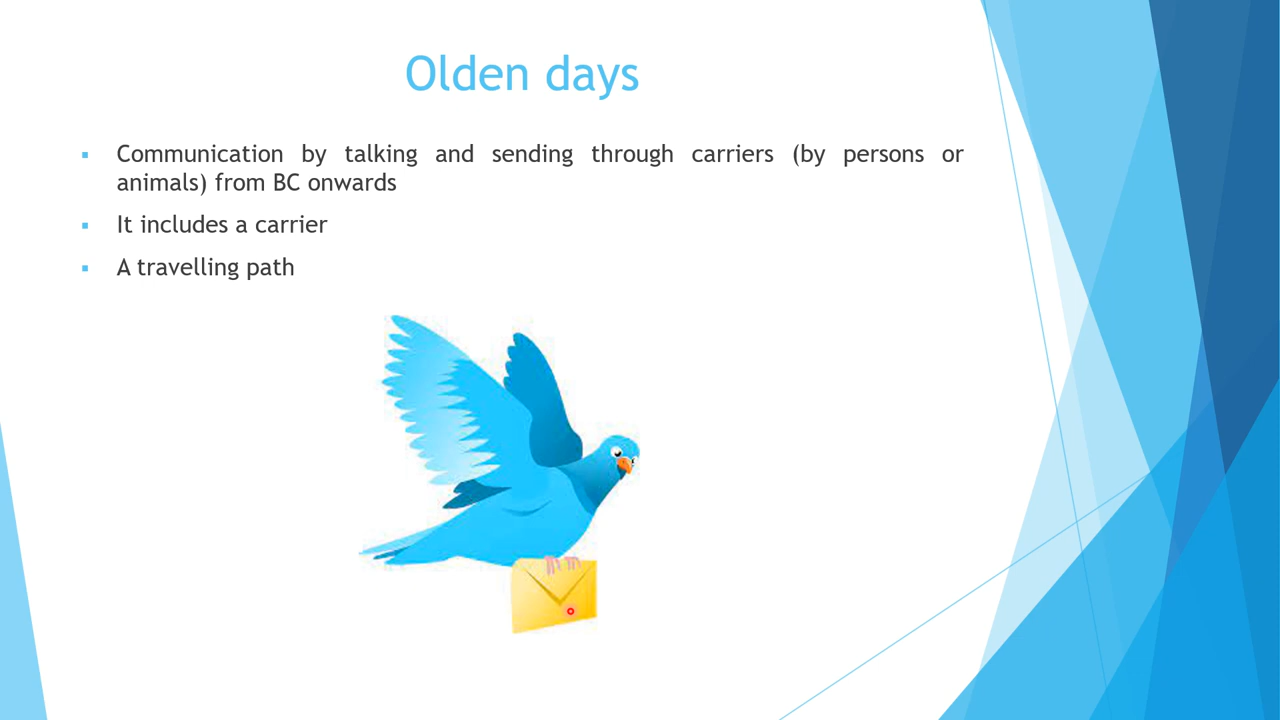 Olden days
Communication by talking and sending through carriers (by persons or
animals) from BC onwards
It includes a carrier
A travelling path